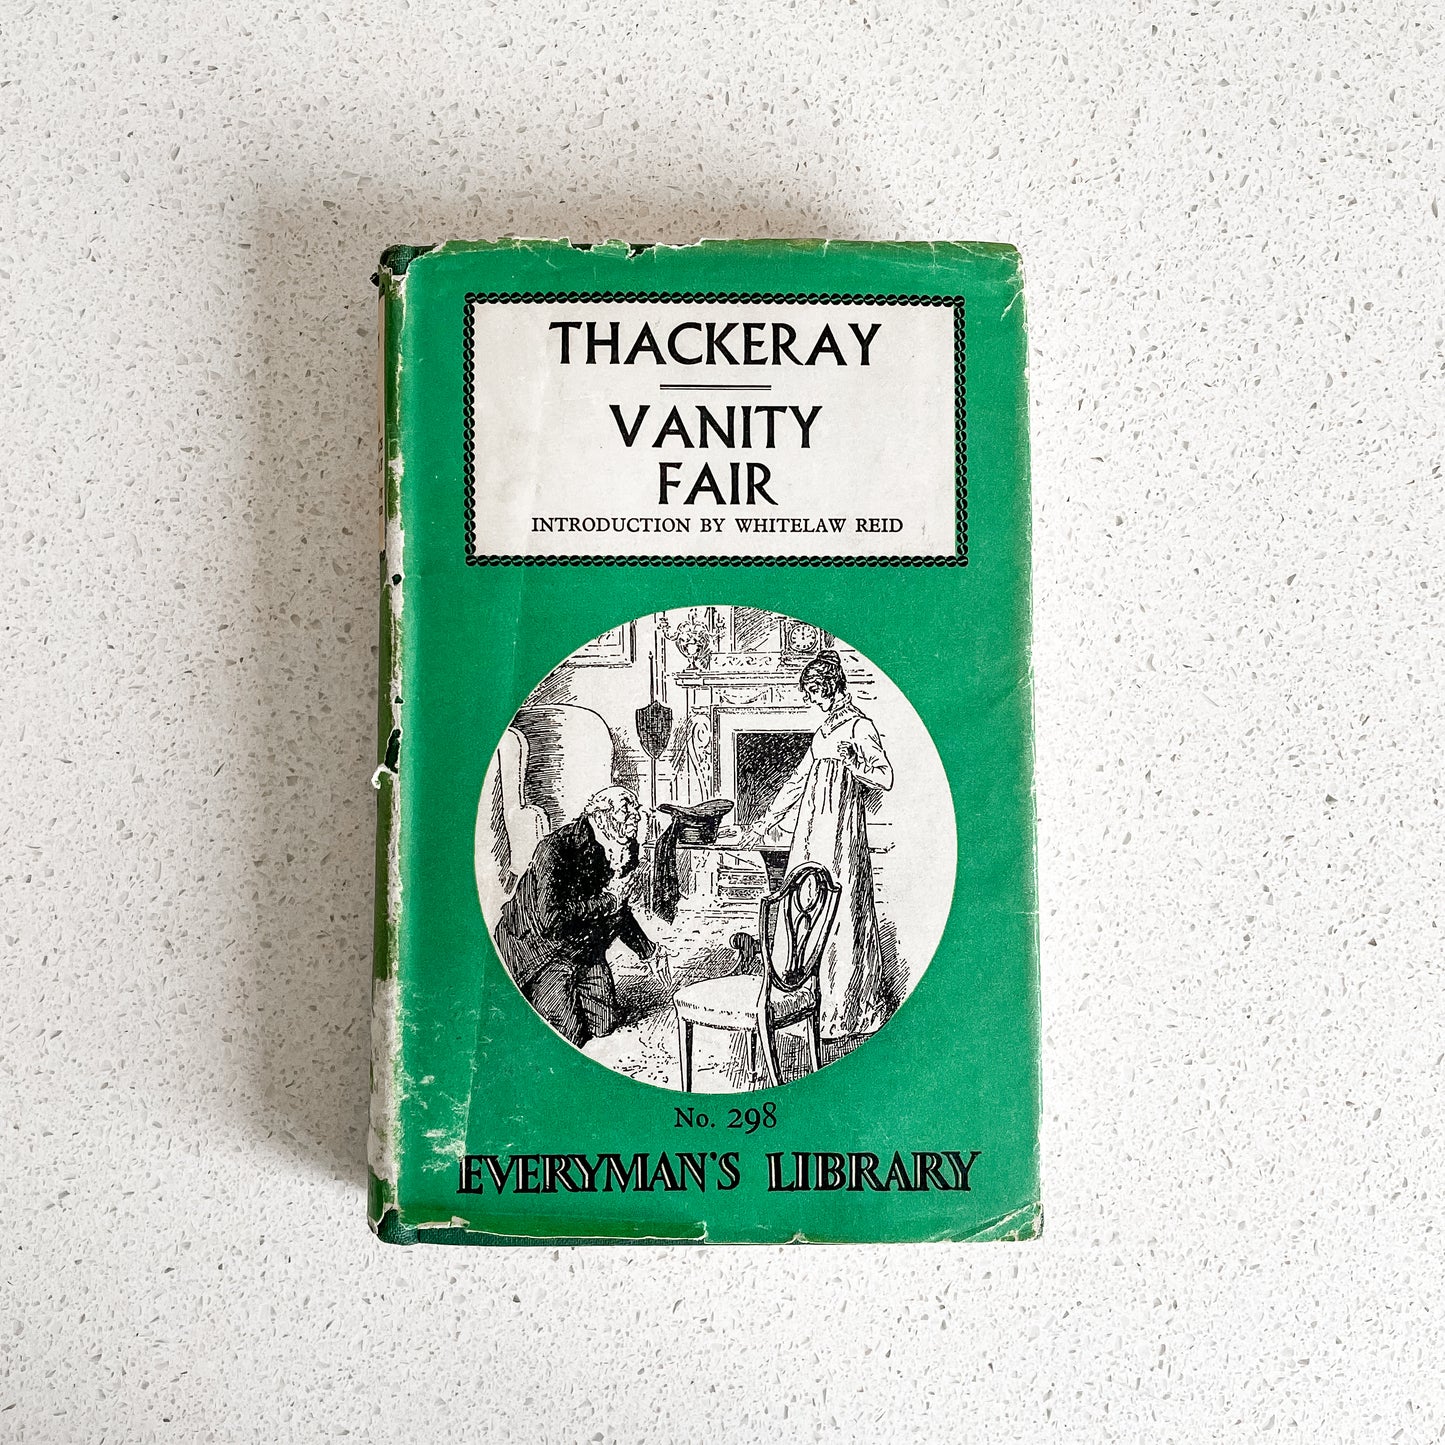 THACKERAY
VANITY
FAIR
INTRODUCTION BY WHITELAW REID
No. 298
EVERYMAN'S LIBRARY